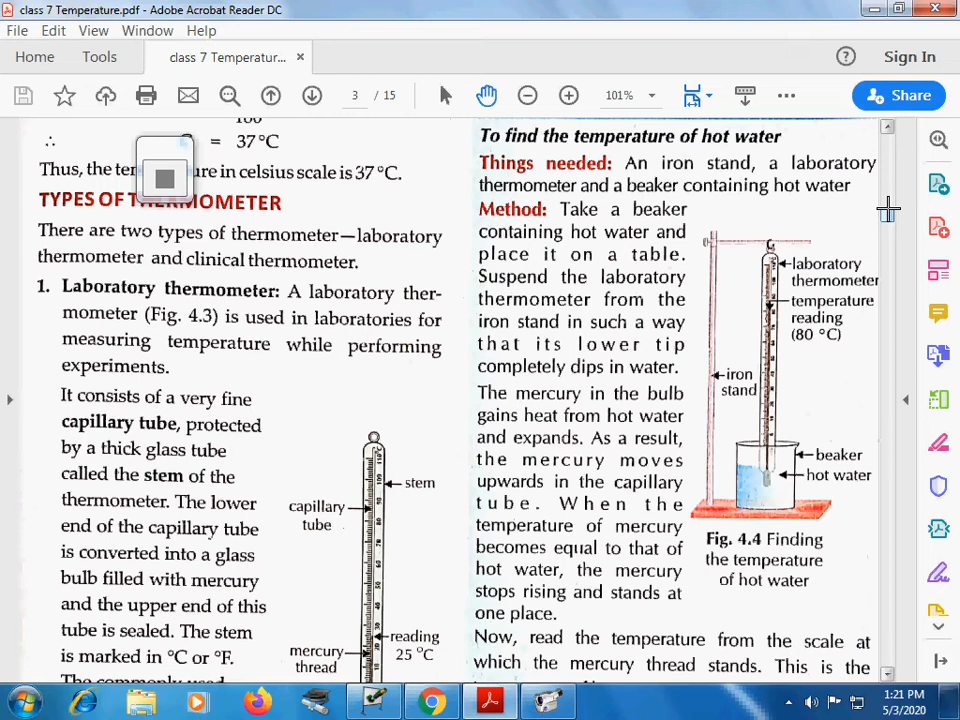 class 7 Temperature.pdf - Adobe Acrobat Reader DC
File Edit View Window Help
Home Tools class 7 Temperatur... × Sign In
3 / 15 101% Share
∴ = 37 °C
Thus, the ure in celsius scale is 37 °C.
TYPES OF THERMOMETER
There are two types of thermometer—laboratory
thermometer and clinical thermometer.
1. Laboratory thermometer: A laboratory ther-
mometer (Fig. 4.3) is used in laboratories for
measuring temperature while performing
experiments.
It consists of a very fine
capillary tube, protected
by a thick glass tube
called the stem of the
thermometer. The lower
end of the capillary tube
is converted into a glass
bulb filled with mercury
and the upper end of this
tube is sealed. The stem
is marked in °C or °F.
The commonly used
stem
capillary
tube
reading
25 °C
mercury
thread
To find the temperature of hot water
Things needed: An iron stand, a laboratory
thermometer and a beaker containing hot water
Method: Take a beaker
containing hot water and
place it on a table.
Suspend the laboratory
thermometer from the
iron stand in such a way
that its lower tip
completely dips in water.
The mercury in the bulb
gains heat from hot water
and expands. As a result,
the mercury moves
upwards in the capillary
tube. When the
temperature of mercury
becomes equal to that of
hot water, the mercury
stops rising and stands at
one place.
Now, read the temperature from the scale at
which the mercury thread stands. This is the
laboratory
thermometer
temperature
reading
(80 °C)
iron
stand
beaker
hot water
Fig. 4.4 Finding
the temperature
of hot water
1:21 PM
5/3/2020